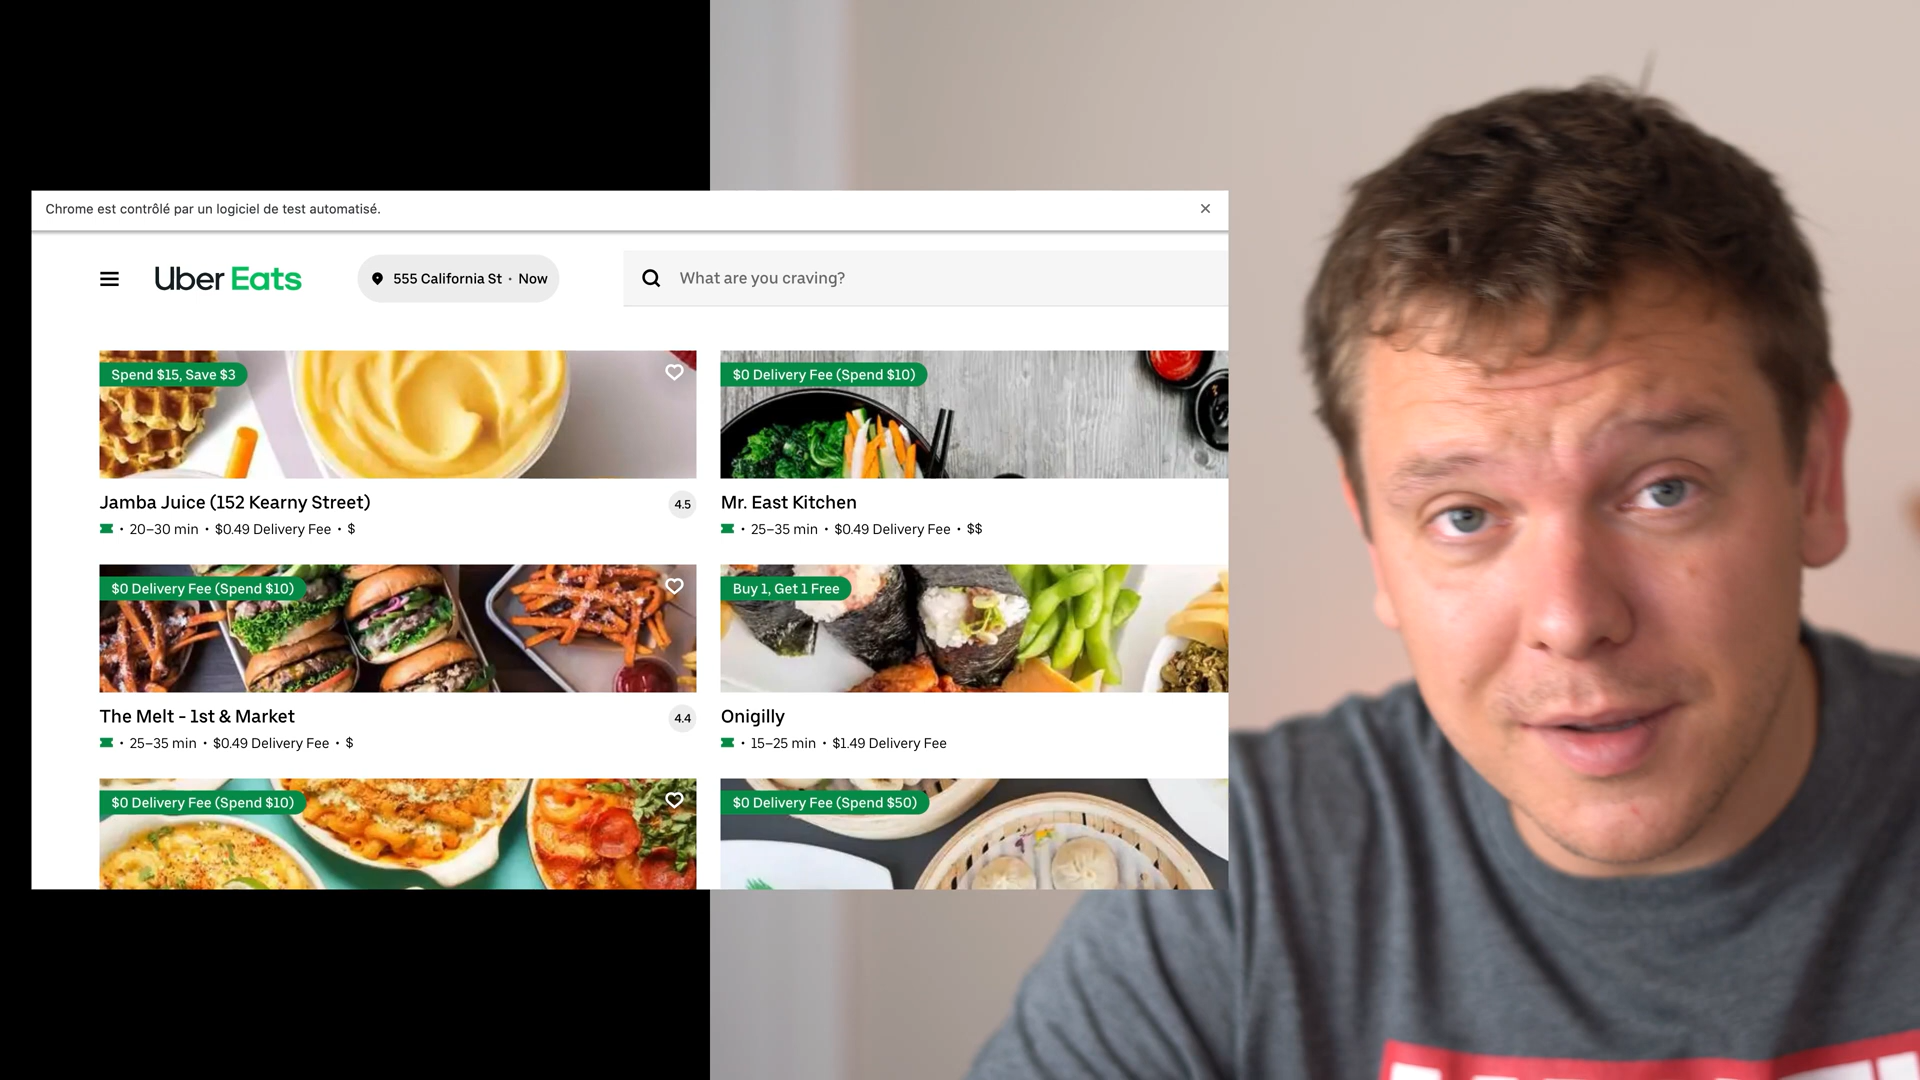 Chrome est contrôlé par un logiciel de test automatisé.
Uber Eats
555 California St • Now
What are you craving?
Spend $15, Save $3
$0 Delivery Fee (Spend $10)
Jamba Juice (152 Kearny Street)
4.5
Mr. East Kitchen
• 20–30 min • $0.49 Delivery Fee • $
• 25–35 min • $0.49 Delivery Fee • $$
$0 Delivery Fee (Spend $10)
Buy 1, Get 1 Free
The Melt - 1st & Market
4.4
Onigilly
• 25–35 min • $0.49 Delivery Fee • $
• 15–25 min • $1.49 Delivery Fee
$0 Delivery Fee (Spend $10)
$0 Delivery Fee (Spend $50)